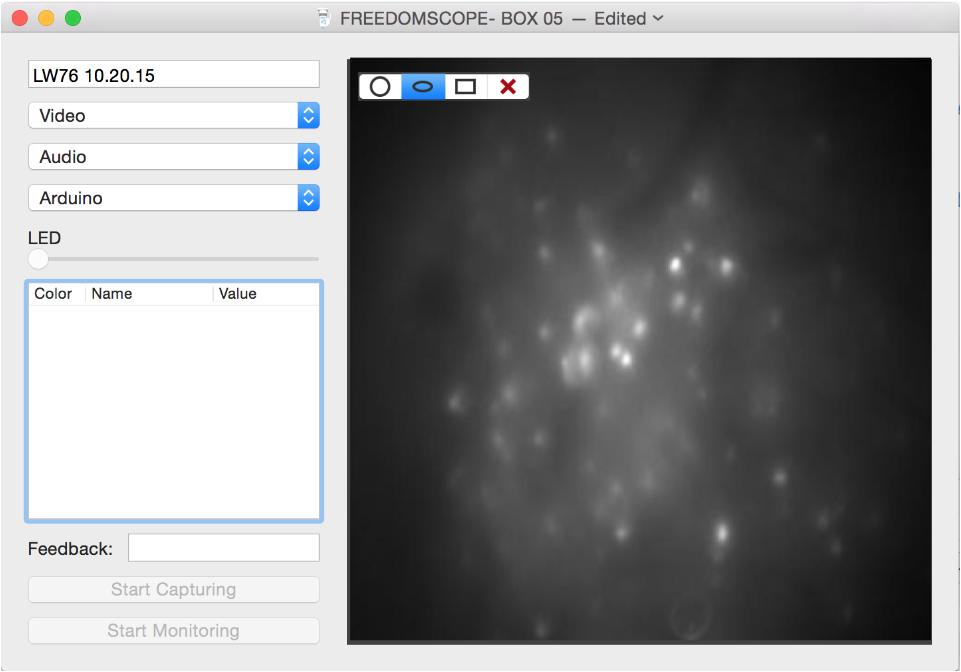 FREEDOMSCOPE- BOX 05 — Edited
LW76 10.20.15
Video
Audio
Arduino
LED
Color Name Value
Feedback:
Start Capturing
Start Monitoring